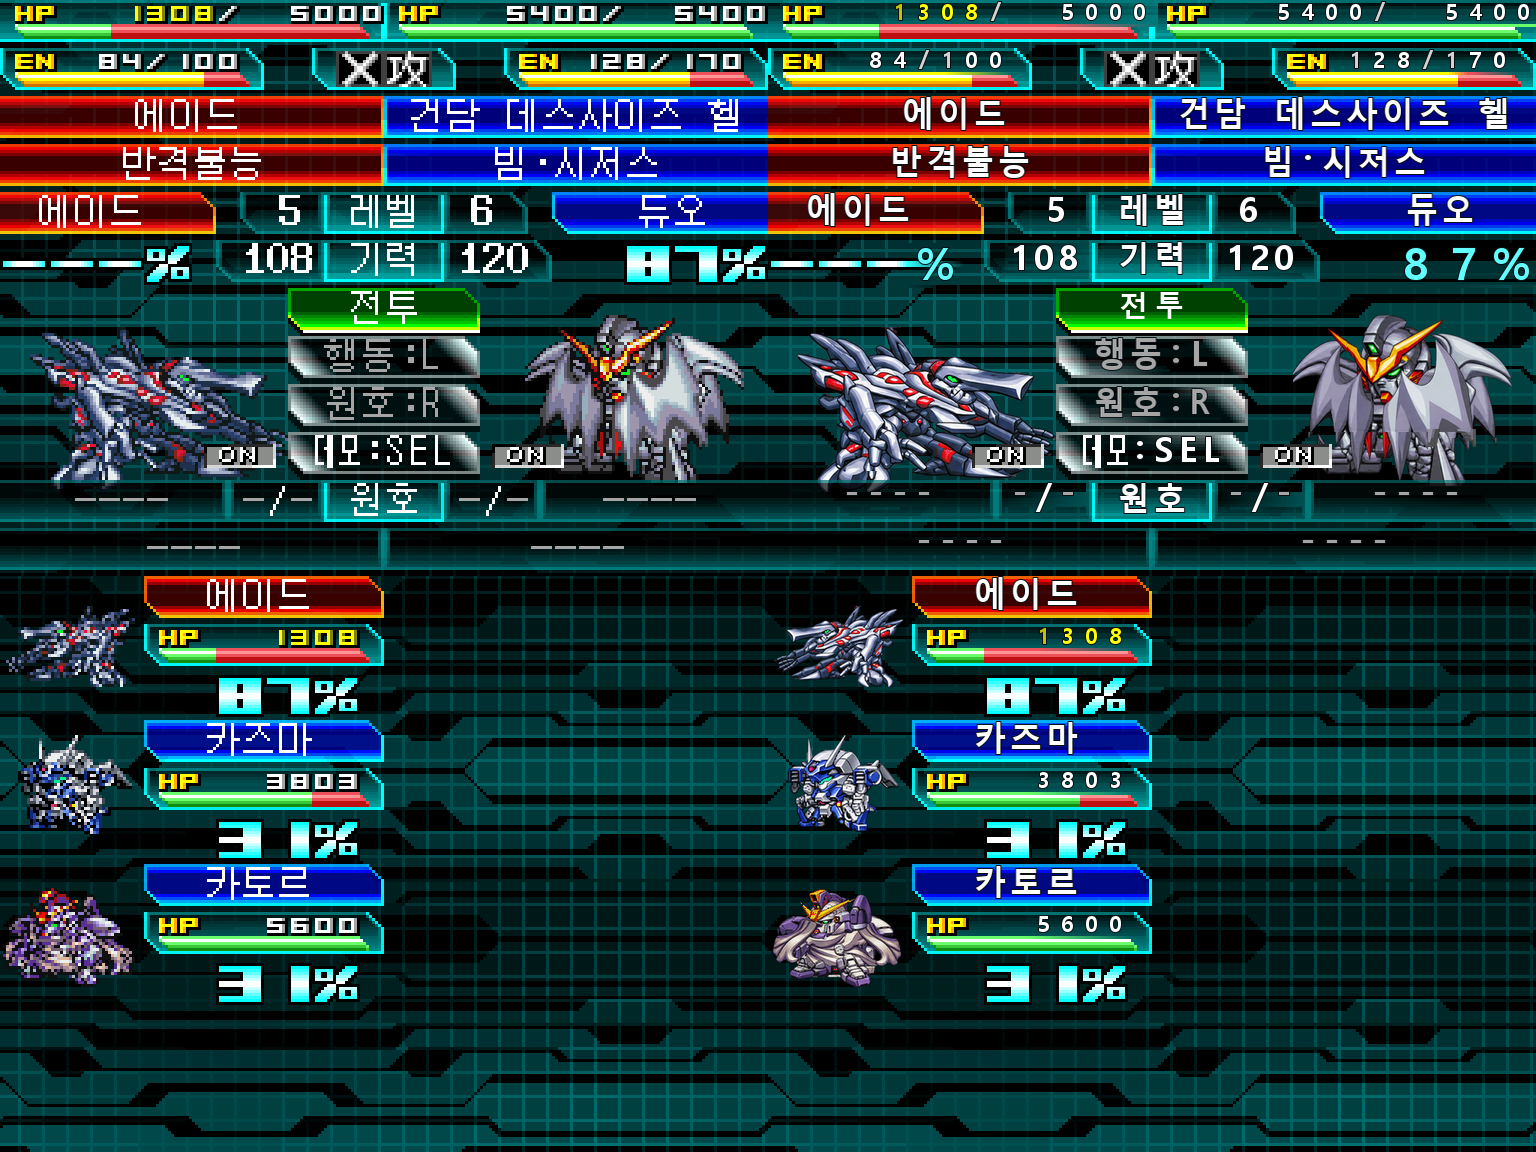 HP 1308/ 5000 HP 5400/ 5400 HP 1308/ 5000 HP 5400/ 5400
EN 84/100 ×攻 EN 128/170 EN 84/100 ×攻 EN 128/170
에이드 건담 데스사이즈 헬 에이드 건담 데스사이즈 헬
반격불능 빔·시저스 반격불능 빔·시저스
에이드 5 레벨 6 듀오 에이드 5 레벨 6 듀오
---% 108 기력 120 87% ---% 108 기력 120 87%
전투 전투
행동:L 행동:L
원호:R 원호:R
ON 데모:SEL ON ON 데모:SEL ON
---- -/- 원호 -/- ---- ---- -/- 원호 -/- ----
---- ---- ---- ----
에이드 에이드
HP 1308 HP 1308
87% 87%
카즈마 카즈마
HP 3803 HP 3803
31% 31%
카토르 카토르
HP 5600 HP 5600
31% 31%